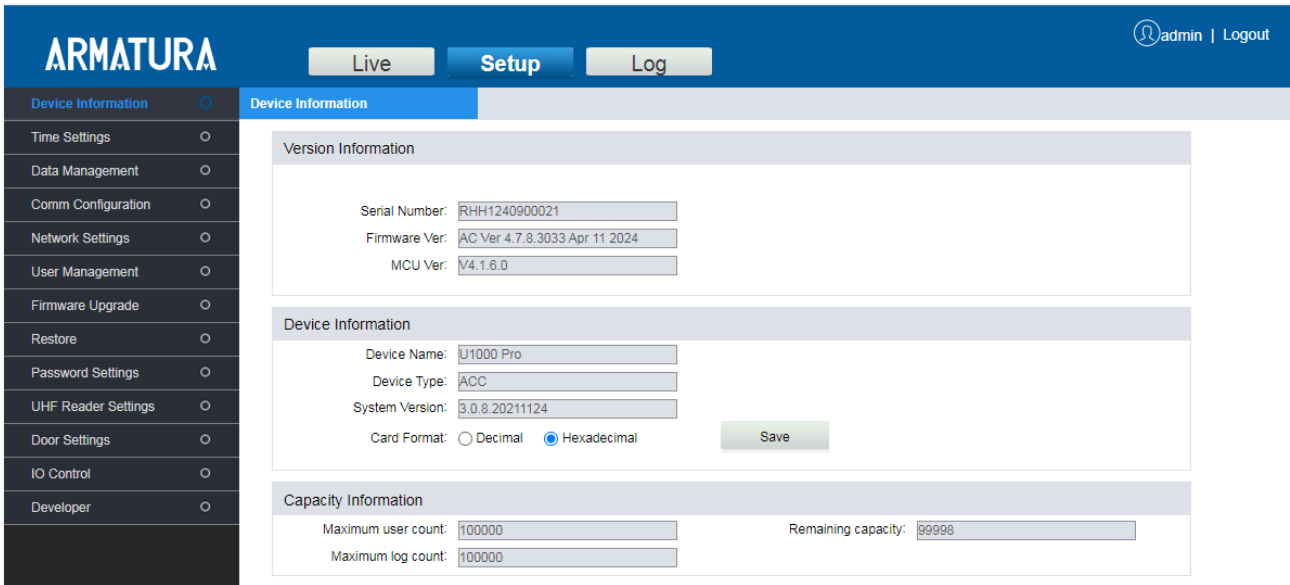 ARMATURA
Live
Setup
Log
admin | Logout
Device Information
Time Settings
Data Management
Comm Configuration
Network Settings
User Management
Firmware Upgrade
Restore
Password Settings
UHF Reader Settings
Door Settings
IO Control
Developer
Device Information
Version Information
Serial Number: RHH1240900021
Firmware Ver: AC Ver 4.7.8.3033 Apr 11 2024
MCU Ver: V4.1.6.0
Device Information
Device Name: U1000 Pro
Device Type: ACC
System Version: 3.0.8.20211124
Card Format: Decimal Hexadecimal Save
Capacity Information
Maximum user count: 100000 Remaining capacity: 99998
Maximum log count: 100000